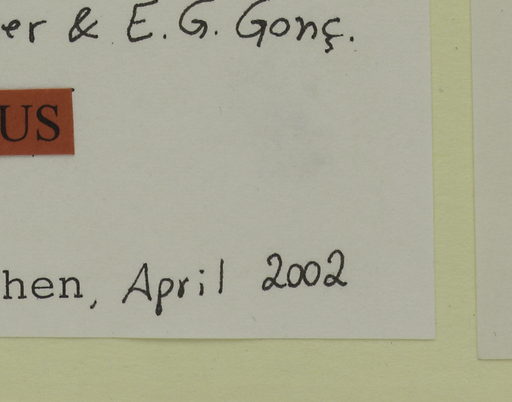 er & E.G. Gonç.
US
hen, April 2002